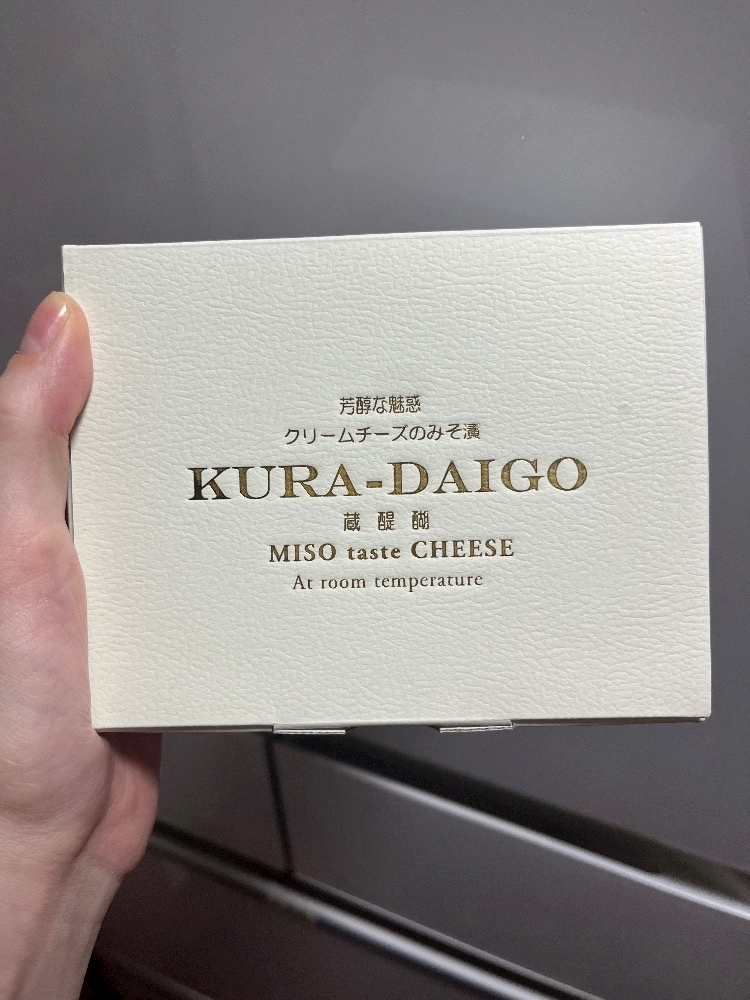 芳醇な魅惑
クリームチーズのみそ漬
KURA-DAIGO
蔵醍醐
MISO taste CHEESE
At room temperature